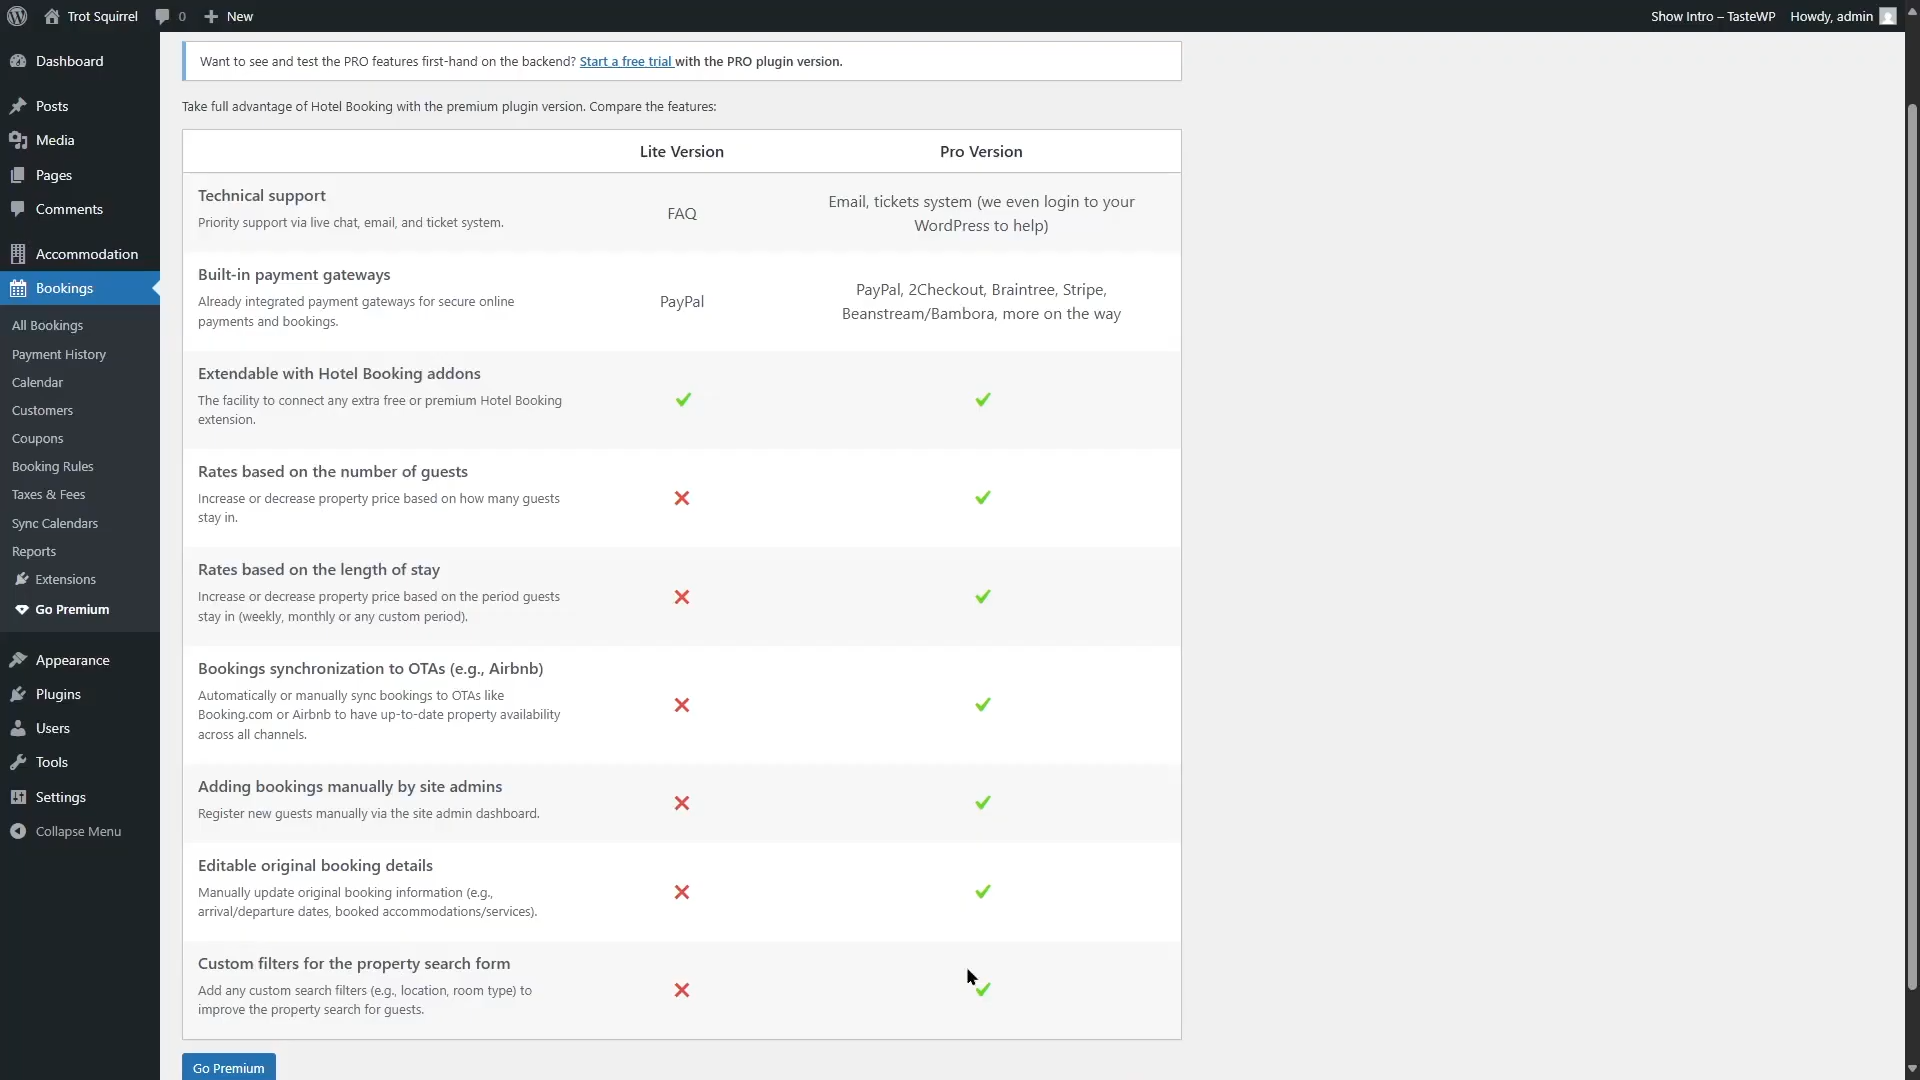 Trot Squirrel
0
New
Show Intro – TasteWP
Howdy, admin
Dashboard
Posts
Media
Pages
Comments
Accommodation
Bookings
All Bookings
Payment History
Calendar
Customers
Coupons
Booking Rules
Taxes & Fees
Sync Calendars
Reports
Extensions
Go Premium
Appearance
Plugins
Users
Tools
Settings
Collapse Menu
Want to see and test the PRO features first-hand on the backend? Start a free trial with the PRO plugin version.
Take full advantage of Hotel Booking with the premium plugin version. Compare the features:
Lite Version
Pro Version
Technical support
Priority support via live chat, email, and ticket system.
FAQ
Email, tickets system (we even login to your
WordPress to help)
Built-in payment gateways
Already integrated payment gateways for secure online
payments and bookings.
PayPal
PayPal, 2Checkout, Braintree, Stripe,
Beanstream/Bambora, more on the way
Extendable with Hotel Booking addons
The facility to connect any extra free or premium Hotel Booking
extension.
Rates based on the number of guests
Increase or decrease property price based on how many guests
stay in.
Rates based on the length of stay
Increase or decrease property price based on the period guests
stay in (weekly, monthly or any custom period).
Bookings synchronization to OTAs (e.g., Airbnb)
Automatically or manually sync bookings to OTAs like
Booking.com or Airbnb to have up-to-date property availability
across all channels.
Adding bookings manually by site admins
Register new guests manually via the site admin dashboard.
Editable original booking details
Manually update original booking information (e.g.,
arrival/departure dates, booked accommodations/services).
Custom filters for the property search form
Add any custom search filters (e.g., location, room type) to
improve the property search for guests.
Go Premium